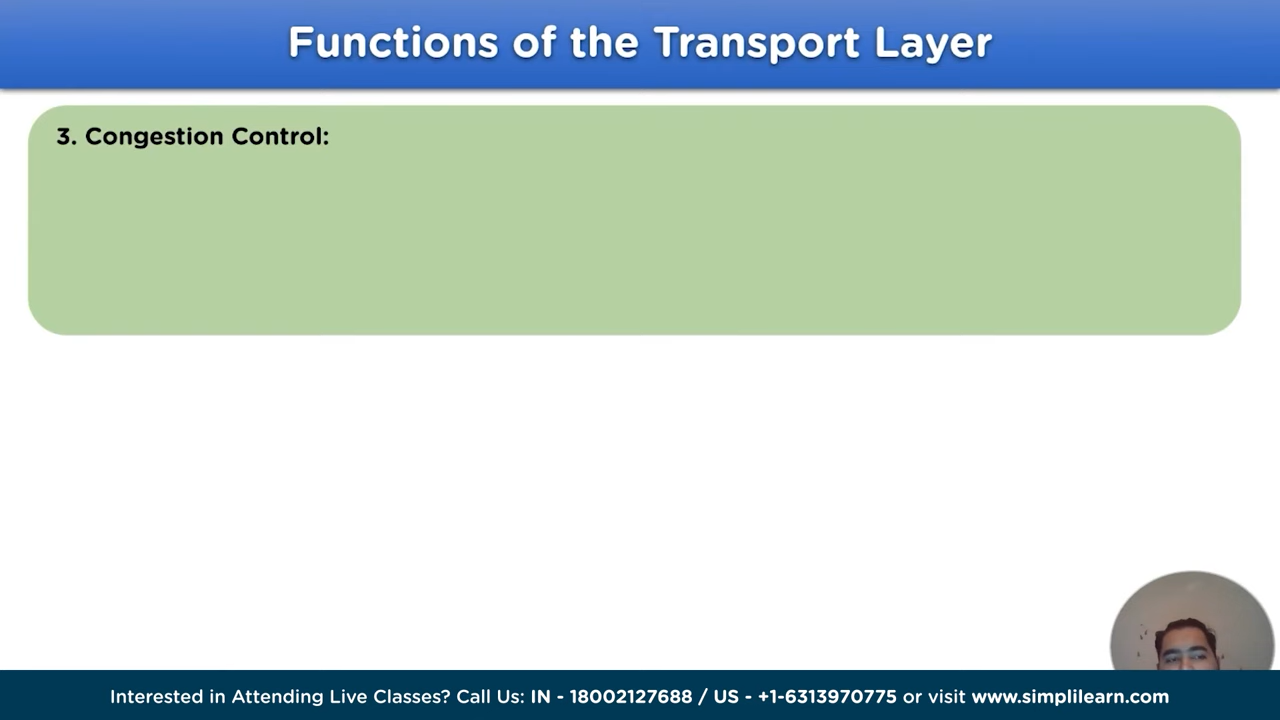 Functions of the Transport Layer
3. Congestion Control:
Interested in Attending Live Classes? Call Us: IN - 18002127688 / US - +1-6313970775 or visit www.simplilearn.com